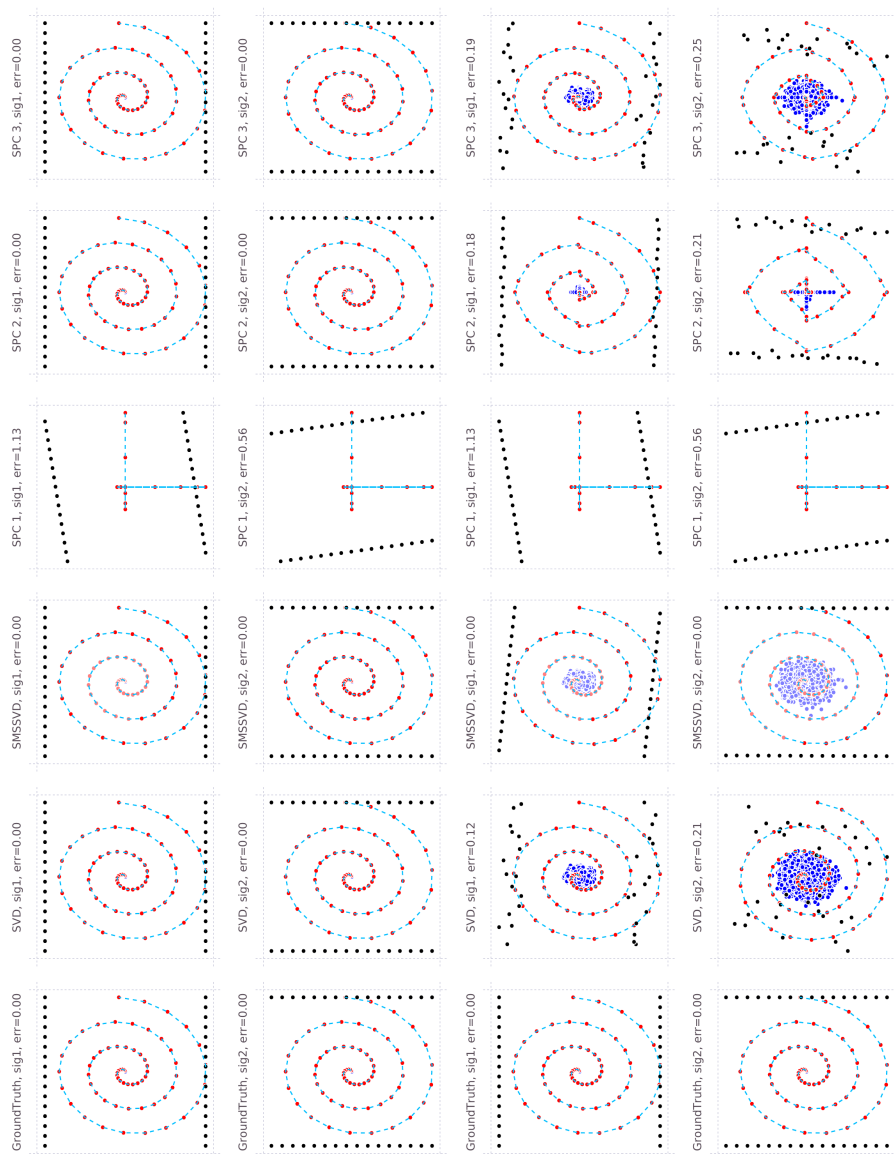 GroundTruth, sig1, err=0.00
SVD, sig1, err=0.00
SMSSVD, sig1, err=0.00
SPC 1, sig1, err=1.13
SPC 2, sig1, err=0.00
SPC 3, sig1, err=0.00
GroundTruth, sig2, err=0.00
SVD, sig2, err=0.00
SMSSVD, sig2, err=0.00
SPC 1, sig2, err=0.56
SPC 2, sig2, err=0.00
SPC 3, sig2, err=0.00
GroundTruth, sig1, err=0.00
SVD, sig1, err=0.12
SMSSVD, sig1, err=0.00
SPC 1, sig1, err=1.13
SPC 2, sig1, err=0.18
SPC 3, sig1, err=0.19
GroundTruth, sig2, err=0.00
SVD, sig2, err=0.21
SMSSVD, sig2, err=0.00
SPC 1, sig2, err=0.56
SPC 2, sig2, err=0.21
SPC 3, sig2, err=0.25